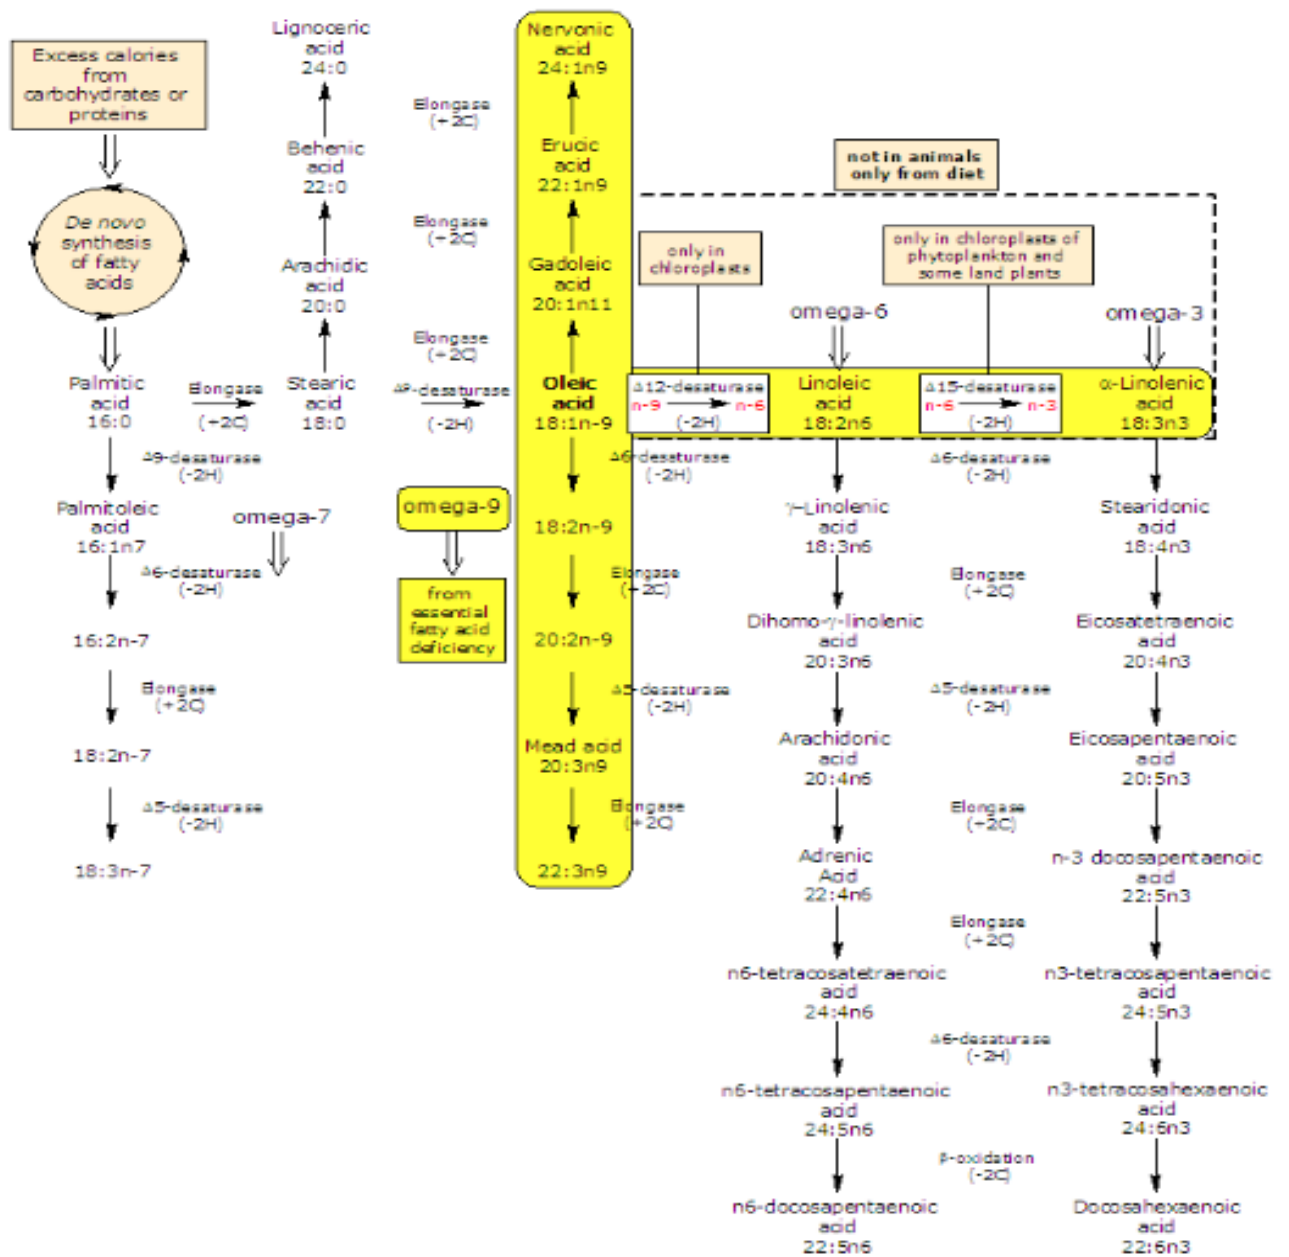 Excess calories
from
carbohydrates or
proteins
De novo
synthesis
of fatty
acids
Palmitic
acid
16:0
Elongase
(+2C)
Stearic
acid
18:0
Arachidic
acid
20:0
Behenic
acid
22:0
Lignoceric
acid
24:0
Δ9-desaturase
(-2H)
Palmitoleic
acid
16:1n7
omega-7
Δ6-desaturase
(-2H)
16:2n-7
Elongase
(+2C)
18:2n-7
Δ5-desaturase
(-2H)
18:3n-7
Elongase
(+2C)
Elongase
(+2C)
Elongase
(+2C)
Δ9-desaturase
(-2H)
omega-9
from
essential
fatty acid
deficiency
Nervonic
acid
24:1n9
Erucic
acid
22:1n9
Gadoleic
acid
20:1n11
Oleic
acid
18:1n-9
18:2n-9
20:2n-9
Mead acid
20:3n9
22:3n9
Δ6-desaturase
(-2H)
Elongase
(+2C)
Δ5-desaturase
(-2H)
Elongase
(+2C)
not in animals
only from diet
only in
chloroplasts
only in chloroplasts of
phytoplankton and
some land plants
omega-6
omega-3
Δ12-desaturase
n-9 n-6
(-2H)
Linoleic
acid
18:2n6
Δ15-desaturase
n-6 n-3
(-2H)
α-Linolenic
acid
18:3n3
γ-Linolenic
acid
18:3n6
Dihomo-γ-linolenic
acid
20:3n6
Arachidonic
acid
20:4n6
Adrenic
Acid
22:4n6
n6-tetracosatetraenoic
acid
24:4n6
n6-tetracosapentaenoic
acid
24:5n6
n6-docosapentaenoic
acid
22:5n6
Δ6-desaturase
(-2H)
Elongase
(+2C)
Δ5-desaturase
(-2H)
Elongase
(+2C)
Elongase
(+2C)
Δ6-desaturase
(-2H)
β-oxidation
(-2C)
Stearidonic
acid
18:4n3
Eicosatetraenoic
acid
20:4n3
Eicosapentaenoic
acid
20:5n3
n-3 docosapentaenoic
acid
22:5n3
n3-tetracosapentaenoic
acid
24:5n3
n3-tetracosahexaenoic
acid
24:6n3
Docosahexaenoic
acid
22:6n3